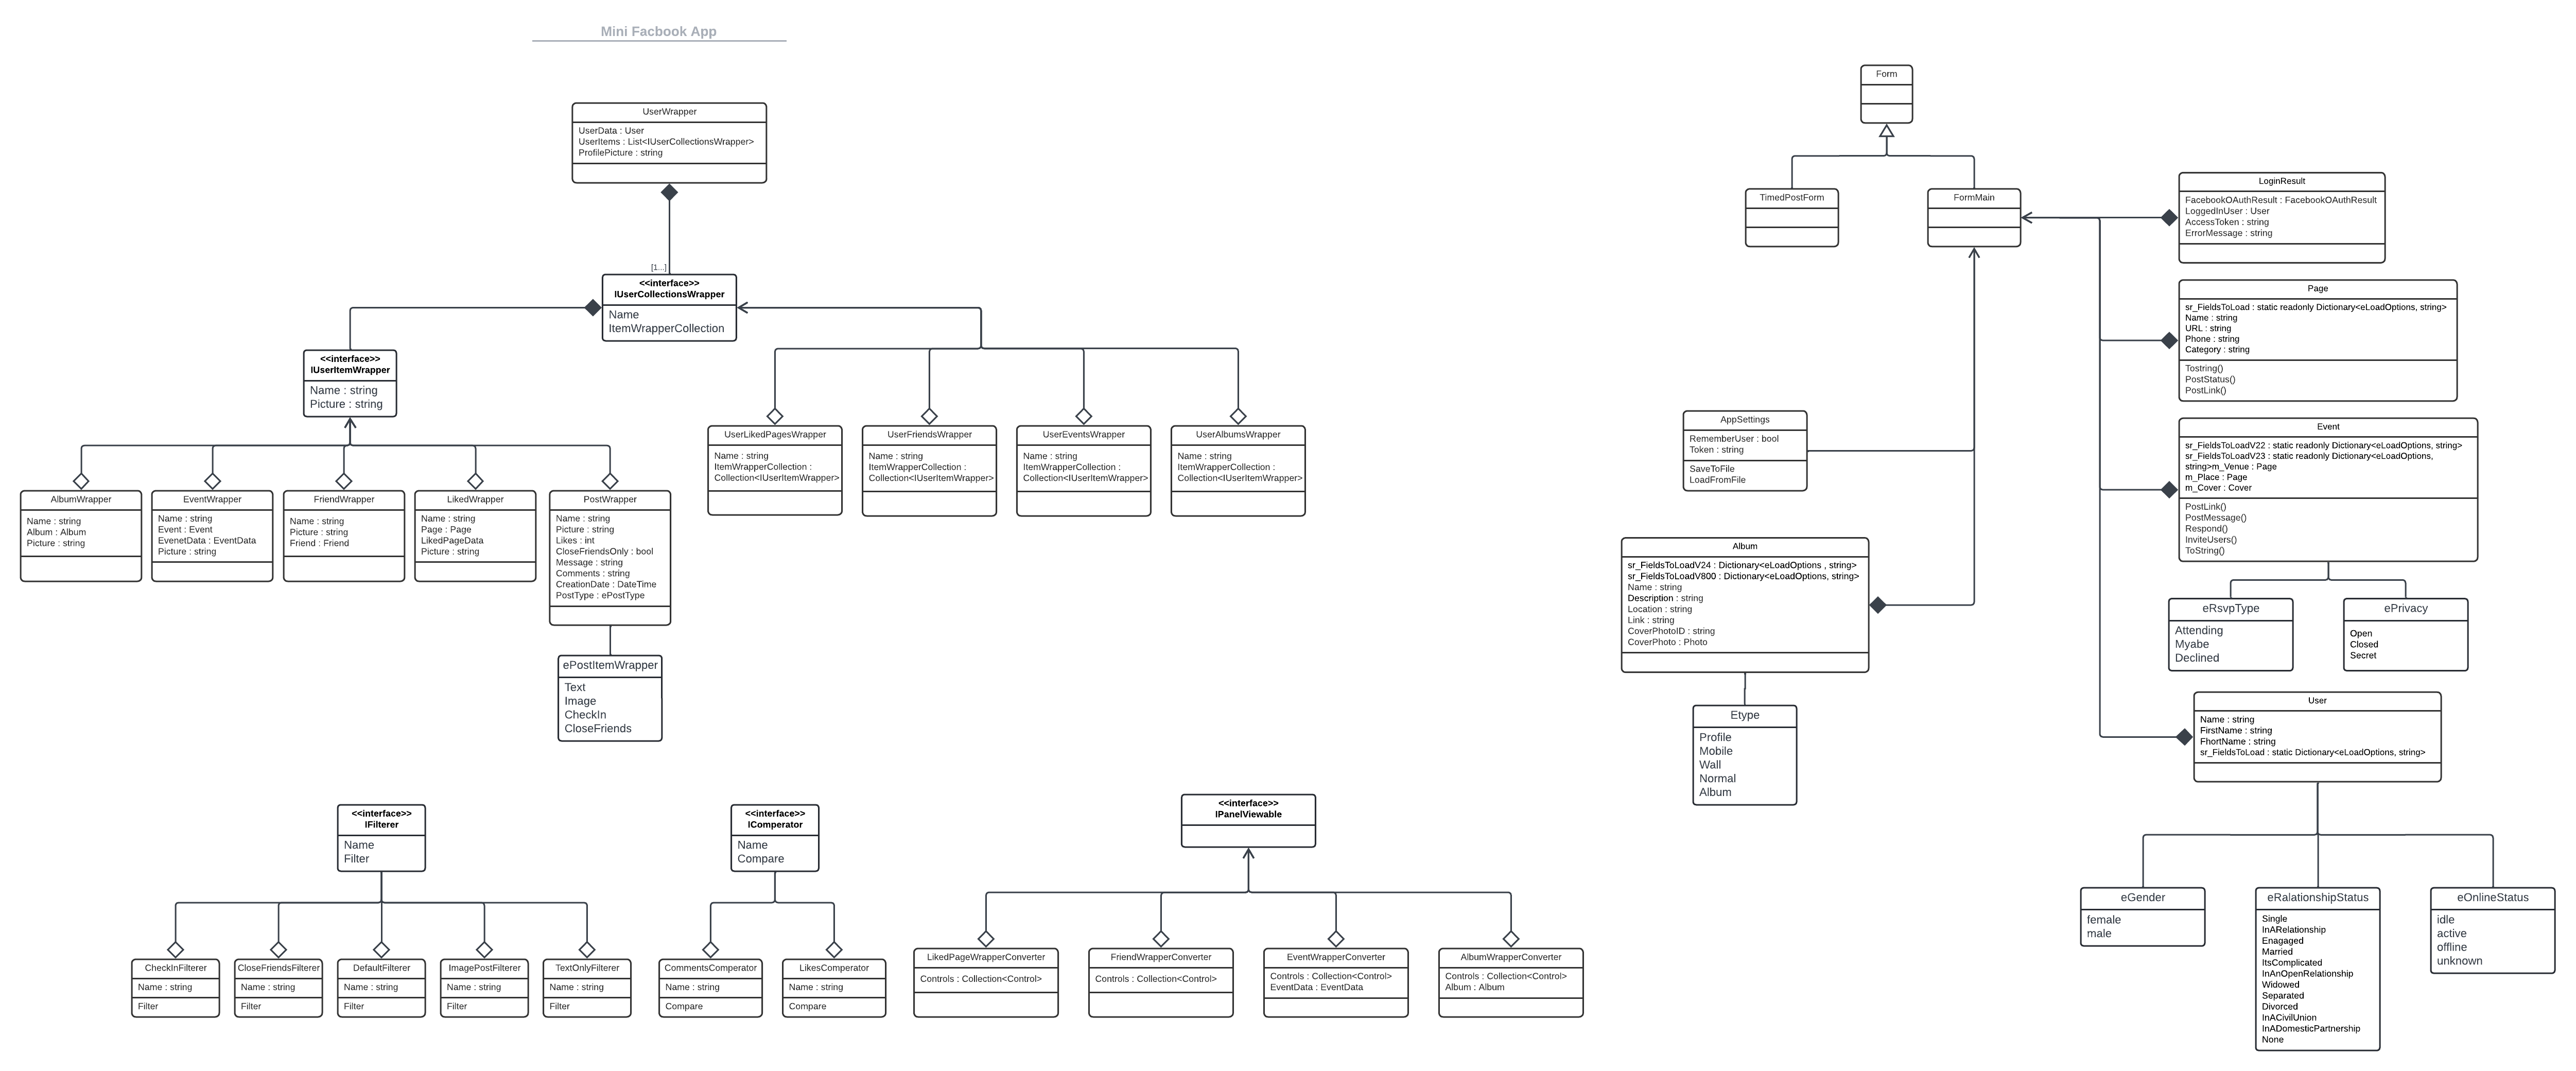 Mini Facbook App
UserWrapper
UserData : User
UserItems : List<IUserCollectionsWrapper>
ProfilePicture : string
[1...]
<<interface>>
IUserCollectionsWrapper
Name
ItemWrapperCollection
<<interface>>
IUserItemWrapper
Name : string
Picture : string
UserLikedPagesWrapper
Name : string
ItemWrapperCollection :
Collection<IUserItemWrapper>
UserFriendsWrapper
Name : string
ItemWrapperCollection :
Collection<IUserItemWrapper>
UserEventsWrapper
Name : string
ItemWrapperCollection :
Collection<IUserItemWrapper>
UserAlbumsWrapper
Name : string
ItemWrapperCollection :
Collection<IUserItemWrapper>
AlbumWrapper
Name : string
Album : Album
Picture : string
EventWrapper
Name : string
Event : Event
EvenetData : EventData
Picture : string
FriendWrapper
Name : string
Picture : string
Friend : Friend
LikedWrapper
Name : string
Page : Page
LikedPageData
Picture : string
PostWrapper
Name : string
Picture : string
Likes : int
CloseFriendsOnly : bool
Message : string
Comments : string
CreationDate : DateTime
PostType : ePostType
ePostItemWrapper
Text
Image
CheckIn
CloseFriends
<<interface>>
IFilterer
Name
Filter
CheckInFilterer
Name : string
Filter
CloseFriendsFilterer
Name : string
Filter
DefaultFilterer
Name : string
Filter
ImagePostFilterer
Name : string
Filter
TextOnlyFilterer
Name : string
Filter
<<interface>>
IComperator
Name
Compare
CommentsComperator
Name : string
Compare
LikesComperator
Name : string
Compare
<<interface>>
IPanelViewable
LikedPageWrapperConverter
Controls : Collection<Control>
FriendWrapperConverter
Controls : Collection<Control>
EventWrapperConverter
Controls : Collection<Control>
EventData : EventData
AlbumWrapperConverter
Controls : Collection<Control>
Album : Album
Form
TimedPostForm
FormMain
AppSettings
RememberUser : bool
Token : string
SaveToFile
LoadFromFile
Album
sr_FieldsToLoadV24 : Dictionary<eLoadOptions , string>
sr_FieldsToLoadV800 : Dictionary<eLoadOptions, string>
Name : string
Description : string
Location : string
Link : string
CoverPhotoID : string
CoverPhoto : Photo
Etype
Profile
Mobile
Wall
Normal
Album
LoginResult
FacebookOAuthResult : FacebookOAuthResult
LoggedInUser : User
AccessToken : string
ErrorMessage : string
Page
sr_FieldsToLoad : static readonly Dictionary<eLoadOptions, string>
Name : string
URL : string
Phone : string
Category : string
Tostring()
PostStatus()
PostLink()
Event
sr_FieldsToLoadV22 : static readonly Dictionary<eLoadOptions, string>
sr_FieldsToLoadV23 : static readonly Dictionary<eLoadOptions,
string>m_Venue : Page
m_Place : Page
m_Cover : Cover
PostLink()
PostMessage()
Respond()
InviteUsers()
ToString()
eRsvpType
Attending
Myabe
Declined
ePrivacy
Open
Closed
Secret
User
Name : string
FirstName : string
FhortName : string
sr_FieldsToLoad : static Dictionary<eLoadOptions, string>
eGender
female
male
eRalationshipStatus
Single
InARelationship
Enagaged
Married
ItsComplicated
InAnOpenRelationship
Widowed
Separated
Divorced
InACivilUnion
InADomesticPartnership
None
eOnlineStatus
idle
active
offline
unknown